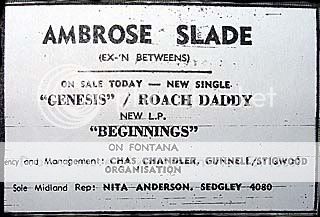 AMBROSE SLADE
(EX-'N BETWEENS)
ON SALE TODAY — NEW SINGLE
"GENESIS" / ROACH DADDY
NEW L.P.
"BEGINNINGS"
ON FONTANA
ency and Management: CHAS CHANDLER, GUNNELL/STIGWOOD
ORGANISATION
Sole Midland Rep: NITA ANDERSON, SEDGLEY 4080